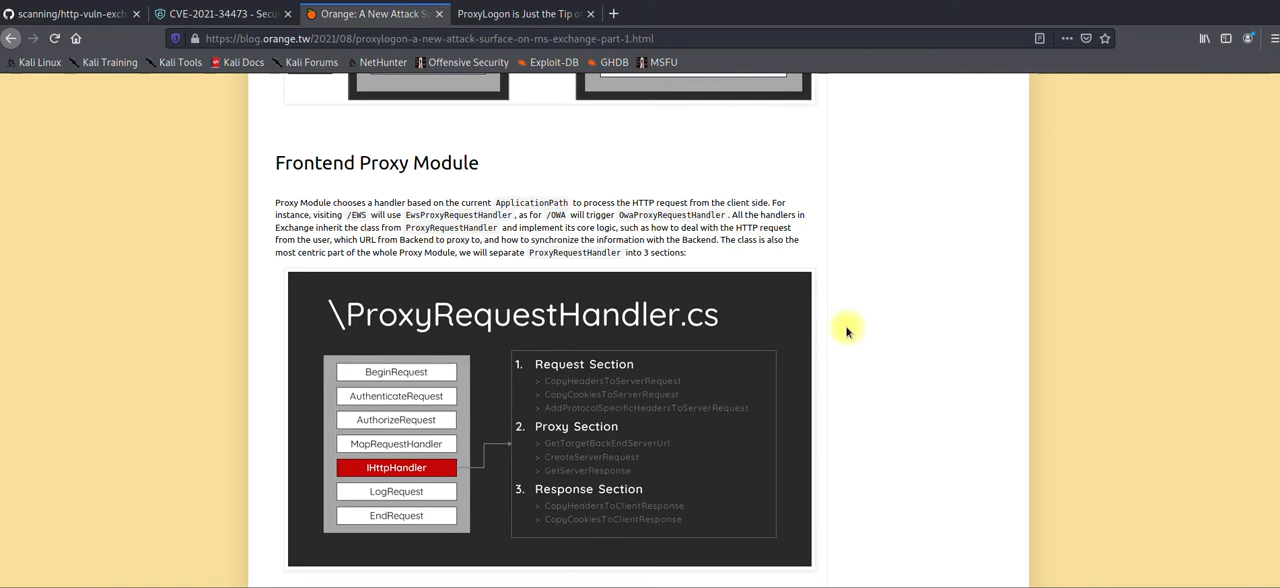 scanning/http-vuln-exch
CVE-2021-34473 - Secu
Orange: A New Attack Su
ProxyLogon is Just the Tip o
https://blog.orange.tw/2021/08/proxylogon-a-new-attack-surface-on-ms-exchange-part-1.html
Kali Linux Kali Training Kali Tools Kali Docs Kali Forums NetHunter Offensive Security Exploit-DB GHDB MSFU
Frontend Proxy Module
Proxy Module chooses a handler based on the current ApplicationPath to process the HTTP request from the client side. For
instance, visiting /EWS will use EwsProxyRequestHandler, as for /OWA will trigger OwaProxyRequestHandler. All the handlers in
Exchange inherit the class from ProxyRequestHandler and implement its core logic, such as how to deal with the HTTP request
from the user, which URL from Backend to proxy to, and how to synchronize the information with the Backend. The class is also the
most centric part of the whole Proxy Module, we will separate ProxyRequestHandler into 3 sections:
\ProxyRequestHandler.cs
BeginRequest
AuthenticateRequest
AuthorizeRequest
MapRequestHandler
IHttpHandler
LogRequest
EndRequest
1. Request Section
> CopyHeadersToServerRequest
> CopyCookiesToServerRequest
> AddProtocolSpecificHeadersToServerRequest
2. Proxy Section
> GetTargetBackEndServerUrl
> CreateServerRequest
> GetServerResponse
3. Response Section
> CopyHeadersToClientResponse
> CopyCookiesToClientResponse